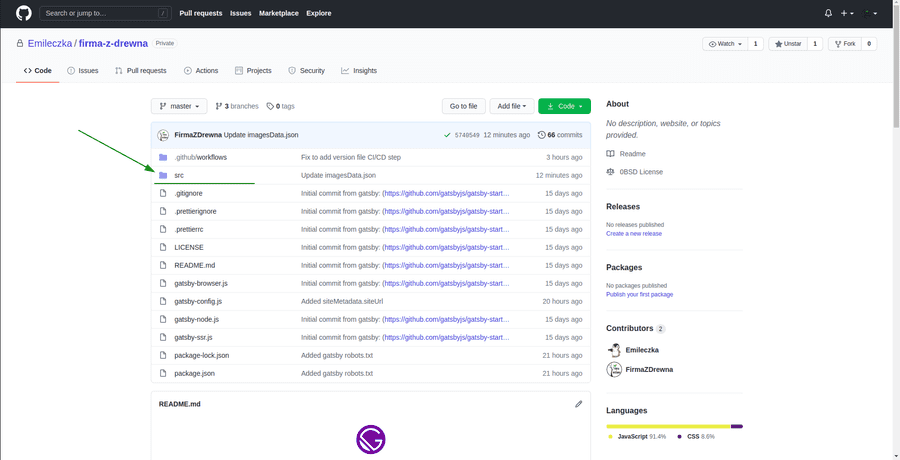 Search or jump to... /
Pull requests Issues Marketplace Explore
Emileczka / firma-z-drewna Private
Watch 1 Unstar 1 Fork 0
Code Issues Pull requests Actions Projects Security Insights
master 3 branches 0 tags Go to file Add file Code
FirmaZDrewna Update imagesData.json 5740549 12 minutes ago 66 commits
.github/workflows Fix to add version file CI/CD step 3 hours ago
src Update imagesData.json 12 minutes ago
.gitignore Initial commit from gatsby: (https://github.com/gatsbyjs/gatsby-start... 15 days ago
.prettierignore Initial commit from gatsby: (https://github.com/gatsbyjs/gatsby-start... 15 days ago
.prettierrc Initial commit from gatsby: (https://github.com/gatsbyjs/gatsby-start... 15 days ago
LICENSE Initial commit from gatsby: (https://github.com/gatsbyjs/gatsby-start... 15 days ago
README.md Initial commit from gatsby: (https://github.com/gatsbyjs/gatsby-start... 15 days ago
gatsby-browser.js Initial commit from gatsby: (https://github.com/gatsbyjs/gatsby-start... 15 days ago
gatsby-config.js Added siteMetadata.siteUrl 20 hours ago
gatsby-node.js Initial commit from gatsby: (https://github.com/gatsbyjs/gatsby-start... 15 days ago
gatsby-ssr.js Initial commit from gatsby: (https://github.com/gatsbyjs/gatsby-start... 15 days ago
package-lock.json Added gatsby robots.txt 21 hours ago
package.json Added gatsby robots.txt 21 hours ago
README.md
About
No description, website, or topics
provided.
Readme
0BSD License
Releases
No releases published
Create a new release
Packages
No packages published
Publish your first package
Contributors 2
Emileczka
FirmaZDrewna
Languages
JavaScript 91.4% CSS 8.6%